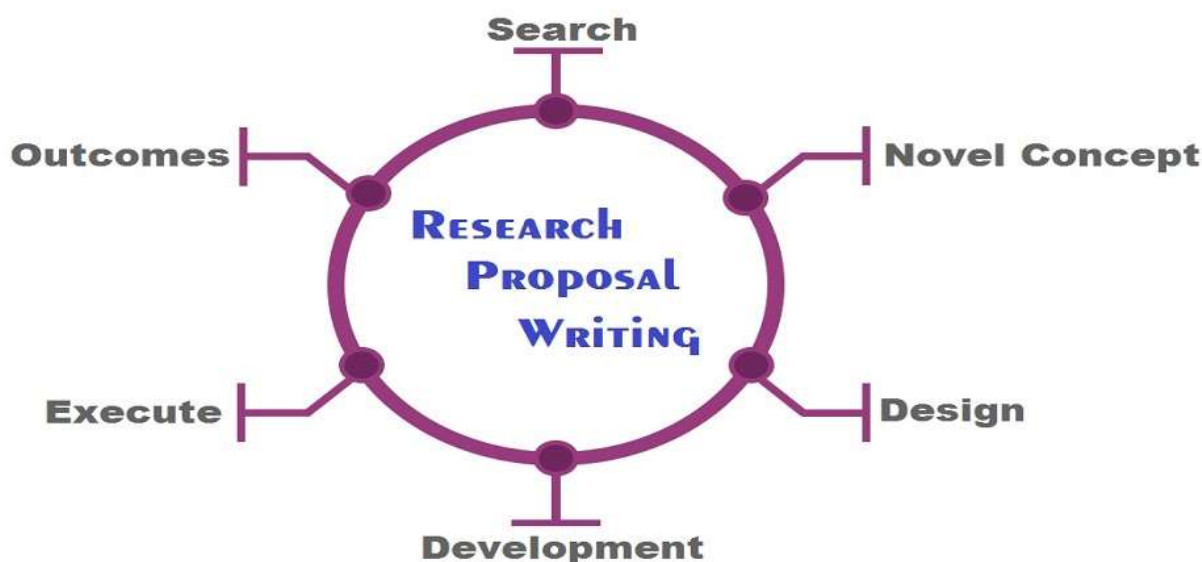 Search
Novel Concept
Design
Development
Execute
Outcomes
Research
Proposal
Writing